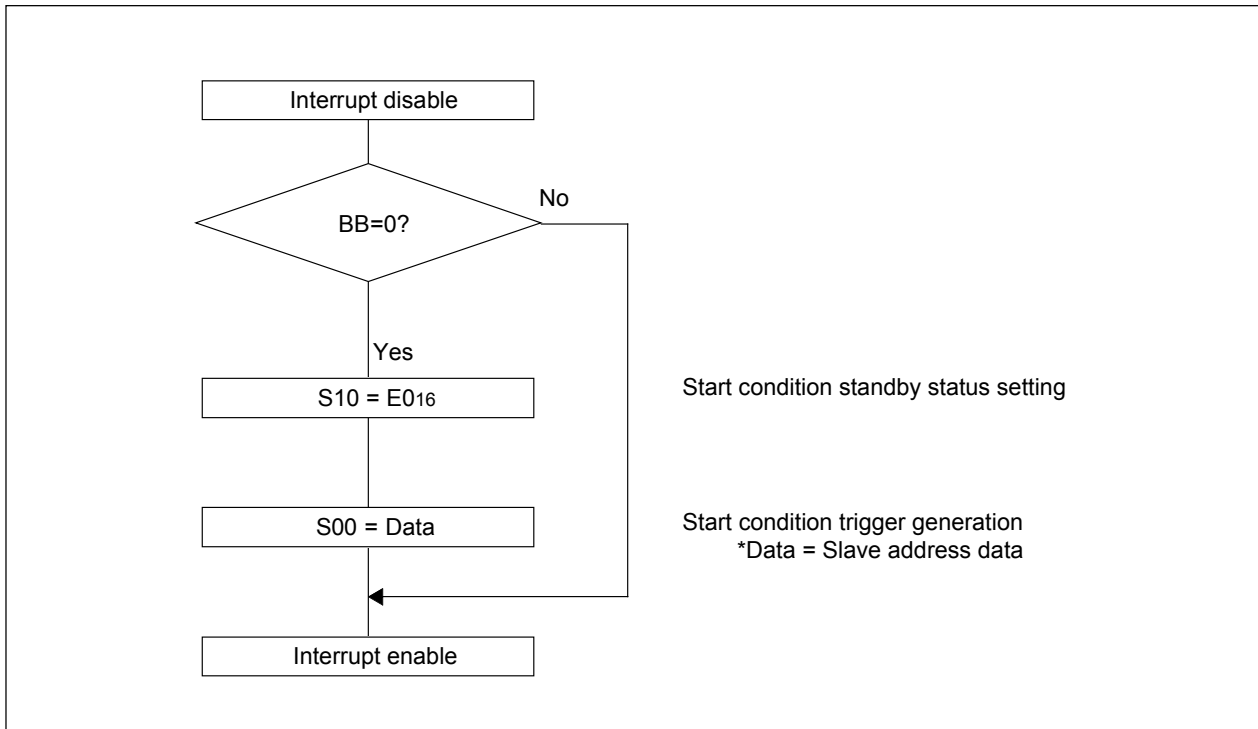 Interrupt disable
No
BB=0?
Yes
S10 = E016
Start condition standby status setting
S00 = Data
Start condition trigger generation
*Data = Slave address data
Interrupt enable